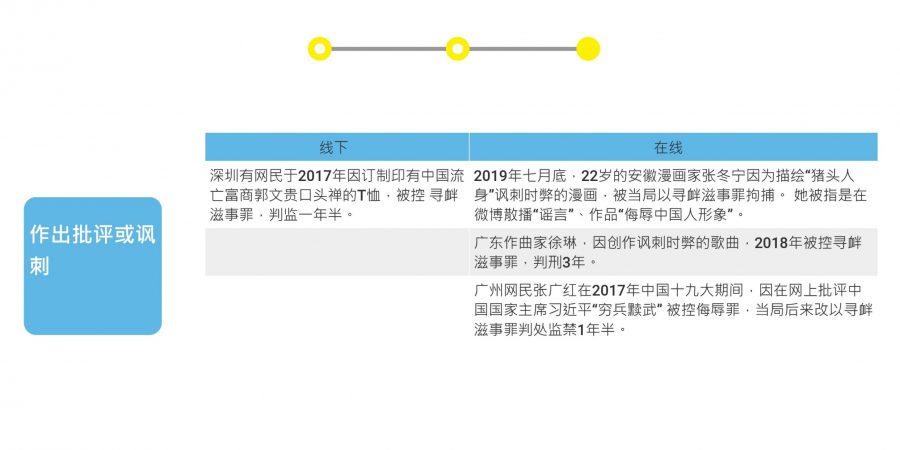 线下
在线
深圳有网民于2017年因订制印有中国流
亡富商郭文贵口头禅的T恤，被控 寻衅
滋事罪，判监一年半。
2019年七月底，22岁的安徽漫画家张冬宁因为描绘“猪头人
身”讽刺时弊的漫画，被当局以寻衅滋事罪拘捕。 她被指是在
微博散播“谣言”、作品“侮辱中国人形象”。
作出批评或讽
刺
广东作曲家徐琳，因创作讽刺时弊的歌曲，2018年被控寻衅
滋事罪，判刑3年。
广州网民张广红在2017年中国十九大期间，因在网上批评中
国国家主席习近平“穷兵黩武” 被控侮辱罪，当局后来改以寻衅
滋事罪判处监禁1年半。